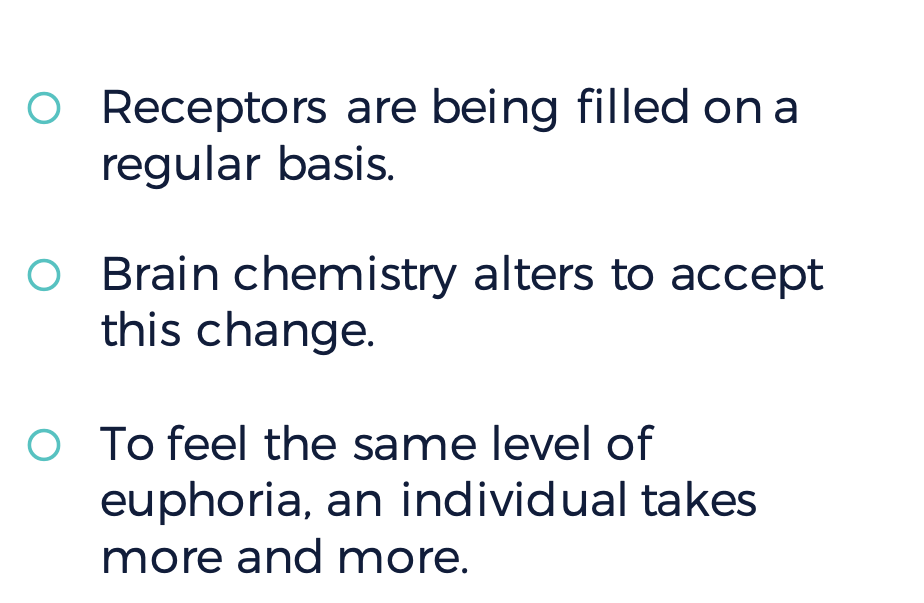 Receptors are being filled on a
regular basis.
Brain chemistry alters to accept
this change.
To feel the same level of
euphoria, an individual takes
more and more.